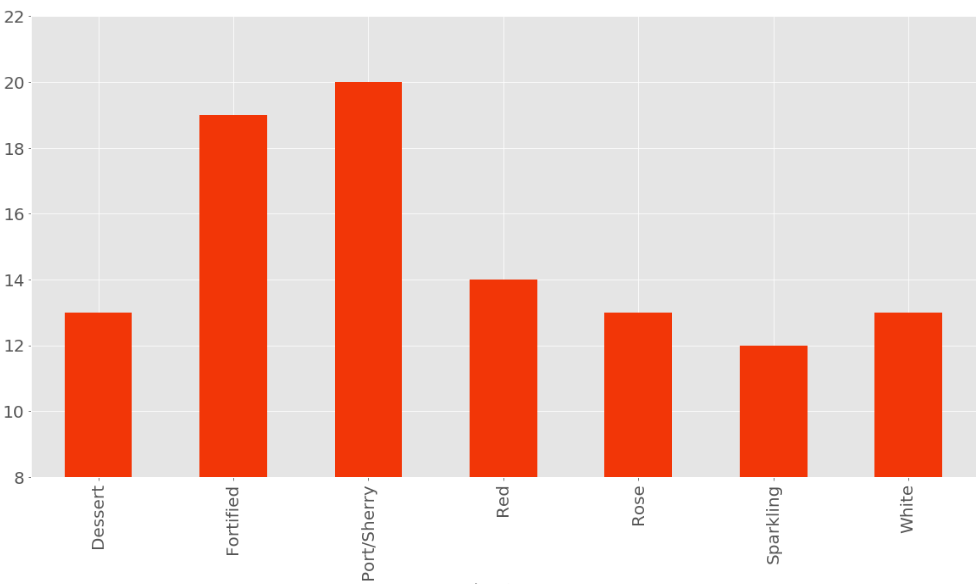 22
20
18
16
14
12
10
8
Dessert
Fortified
Port/Sherry
Red
Rose
Sparkling
White